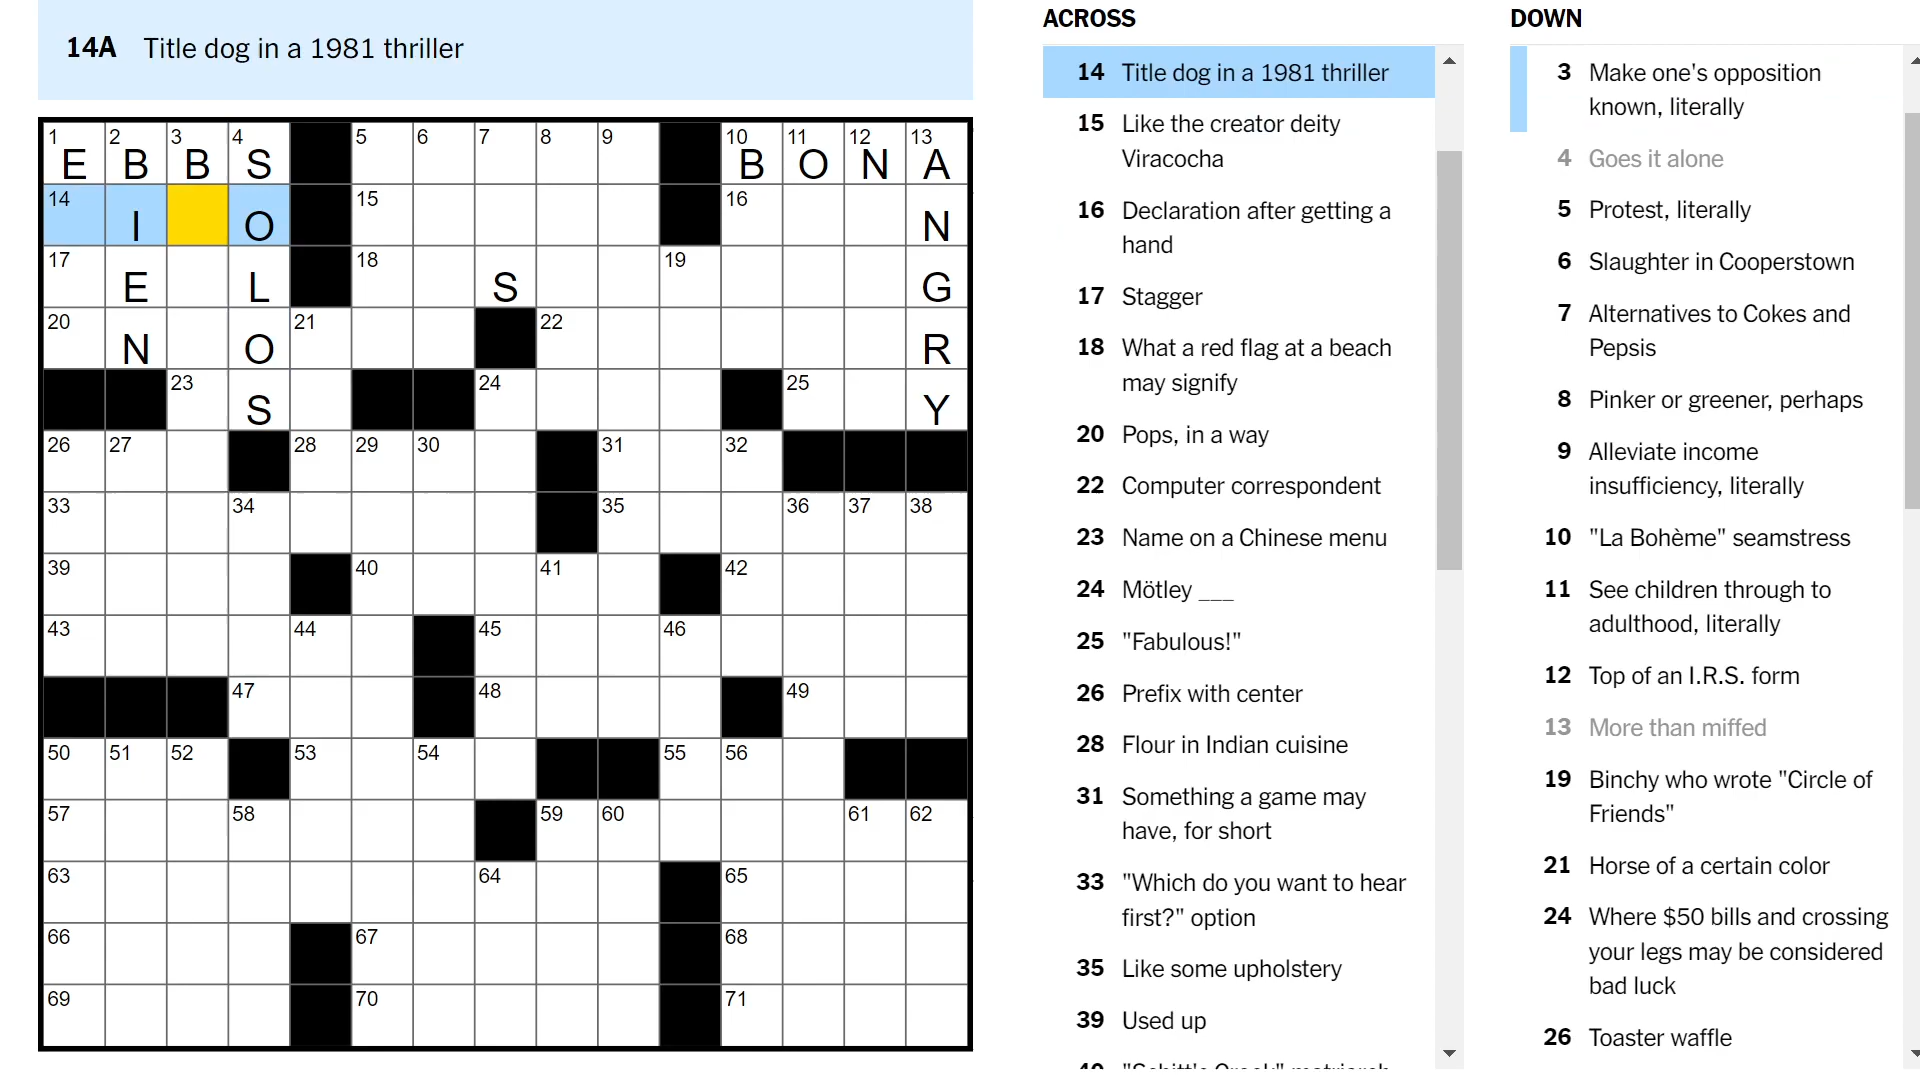 14A Title dog in a 1981 thriller
1 2 3 4 5 6 7 8 9 10 11 12 13
E B B S B O N A
14 15 16
I O N
17 18 19
E L S G
20 21 22
N O R
23 24 25
S Y
26 27 28 29 30 31 32
33 34 35 36 37 38
39 40 41 42
43 44 45 46
47 48 49
50 51 52 53 54 55 56
57 58 59 60 61 62
63 64 65
66 67 68
69 70 71
ACROSS
14 Title dog in a 1981 thriller
15 Like the creator deity
Viracocha
16 Declaration after getting a
hand
17 Stagger
18 What a red flag at a beach
may signify
20 Pops, in a way
22 Computer correspondent
23 Name on a Chinese menu
24 Mötley ___
25 "Fabulous!"
26 Prefix with center
28 Flour in Indian cuisine
31 Something a game may
have, for short
33 "Which do you want to hear
first?" option
35 Like some upholstery
39 Used up
40 "Schitt's Creek" matriarch
DOWN
3 Make one's opposition
known, literally
4 Goes it alone
5 Protest, literally
6 Slaughter in Cooperstown
7 Alternatives to Cokes and
Pepsis
8 Pinker or greener, perhaps
9 Alleviate income
insufficiency, literally
10 "La Bohème" seamstress
11 See children through to
adulthood, literally
12 Top of an I.R.S. form
13 More than miffed
19 Binchy who wrote "Circle of
Friends"
21 Horse of a certain color
24 Where $50 bills and crossing
your legs may be considered
bad luck
26 Toaster waffle